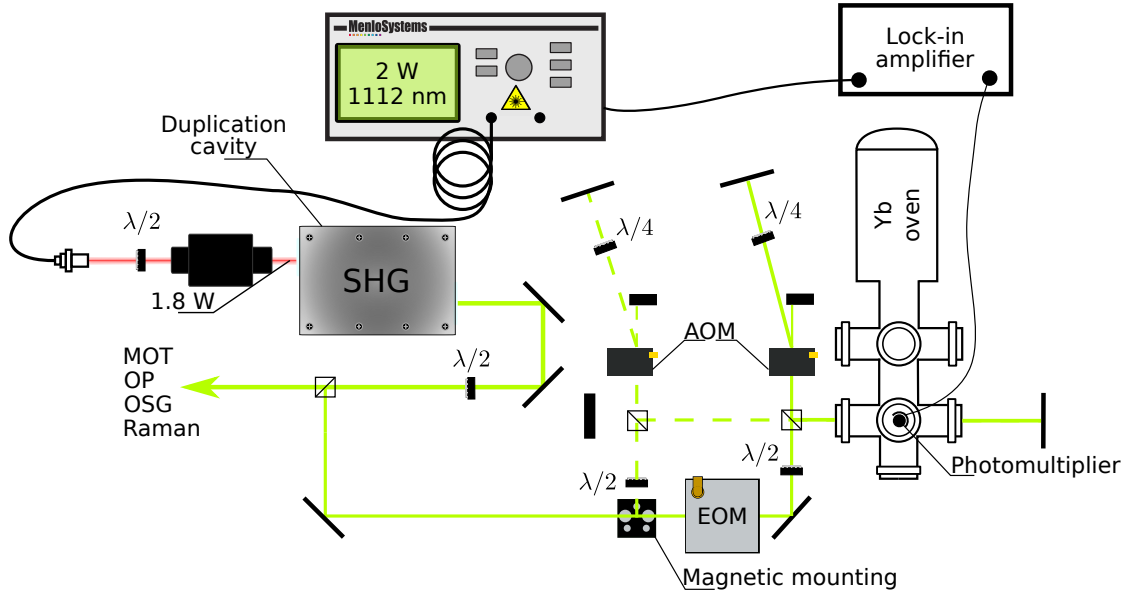 MenloSystems
2 W
1112 nm
Lock-in
amplifier
Duplication
cavity
λ/2
1.8 W
SHG
λ/4
λ/4
Yb
oven
AOM
MOT
OP
OSG
Raman
λ/2
λ/2
λ/2
EOM
Photomultiplier
Magnetic mounting